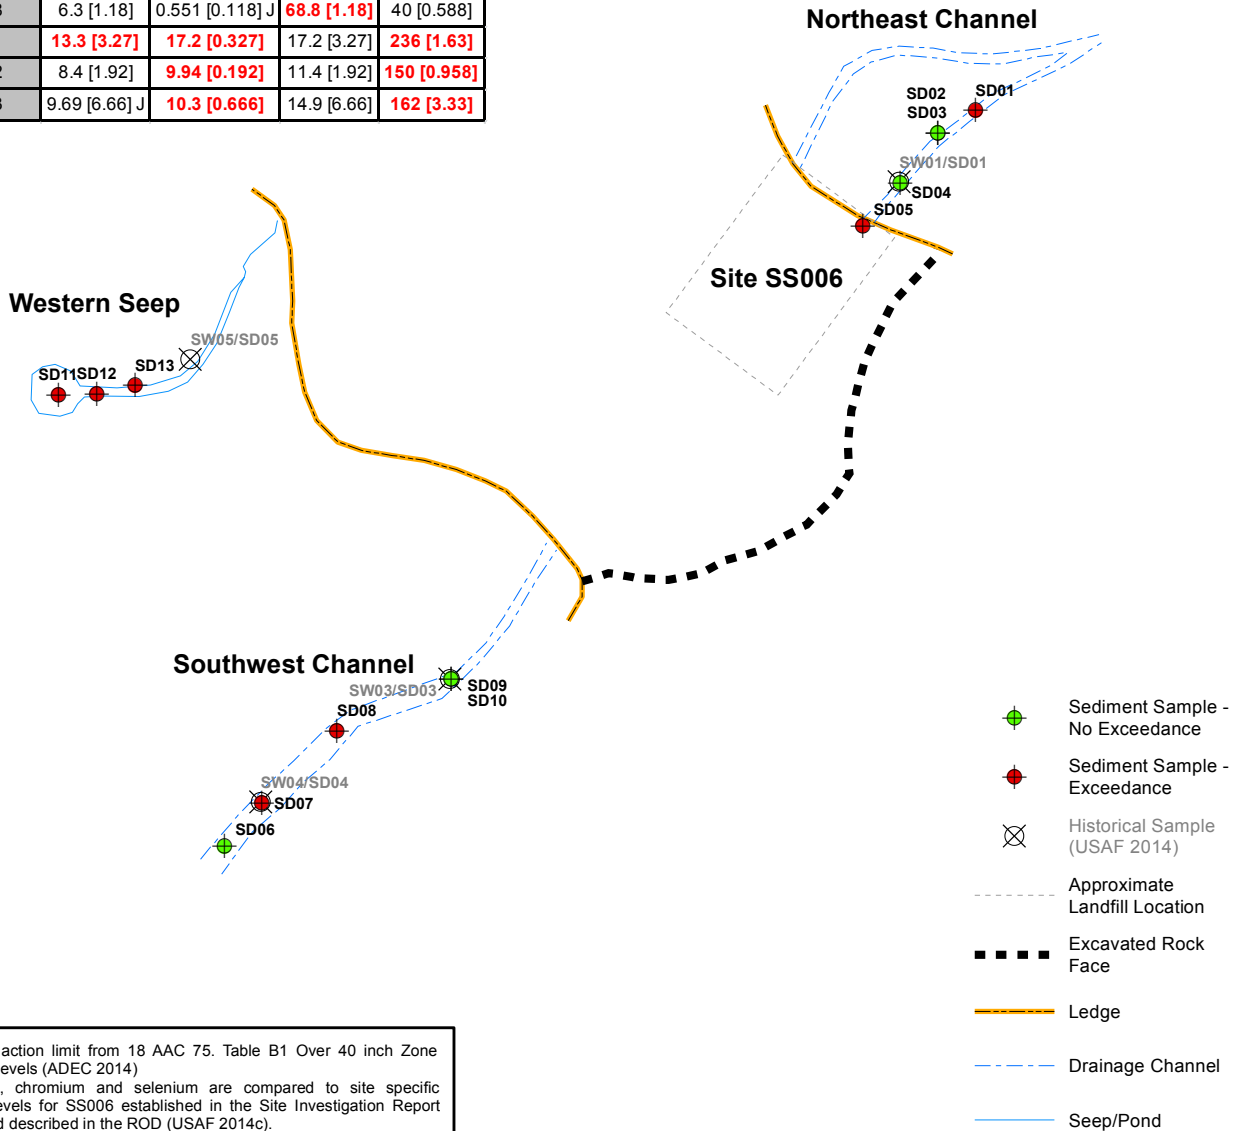 3 6.3 [1.18] 0.551 [0.118] J 68.8 [1.18] 40 [0.588]
13.3 [3.27] 17.2 [0.327] 17.2 [3.27] 236 [1.63]
2 8.4 [1.92] 9.94 [0.192] 11.4 [1.92] 150 [0.958]
9.69 [6.66] J 10.3 [0.666] 14.9 [6.66] 162 [3.33]
Northeast Channel
SD02
SD03
SD01
SW01/SD01
SD04
SD05
Site SS006
Western Seep
SW05/SD05
SD11
SD12
SD13
Southwest Channel
SW03/SD03
SD09
SD10
SD08
SW04/SD04
SD07
SD06
Sediment Sample -
No Exceedance
Sediment Sample -
Exceedance
Historical Sample
(USAF 2014)
Approximate
Landfill Location
Excavated Rock
Face
Ledge
Drainage Channel
Seep/Pond
action limit from 18 AAC 75. Table B1 Over 40 inch Zone
evels (ADEC 2014)
, chromium and selenium are compared to site specific
evels for SS006 established in the Site Investigation Report
d described in the ROD (USAF 2014c).